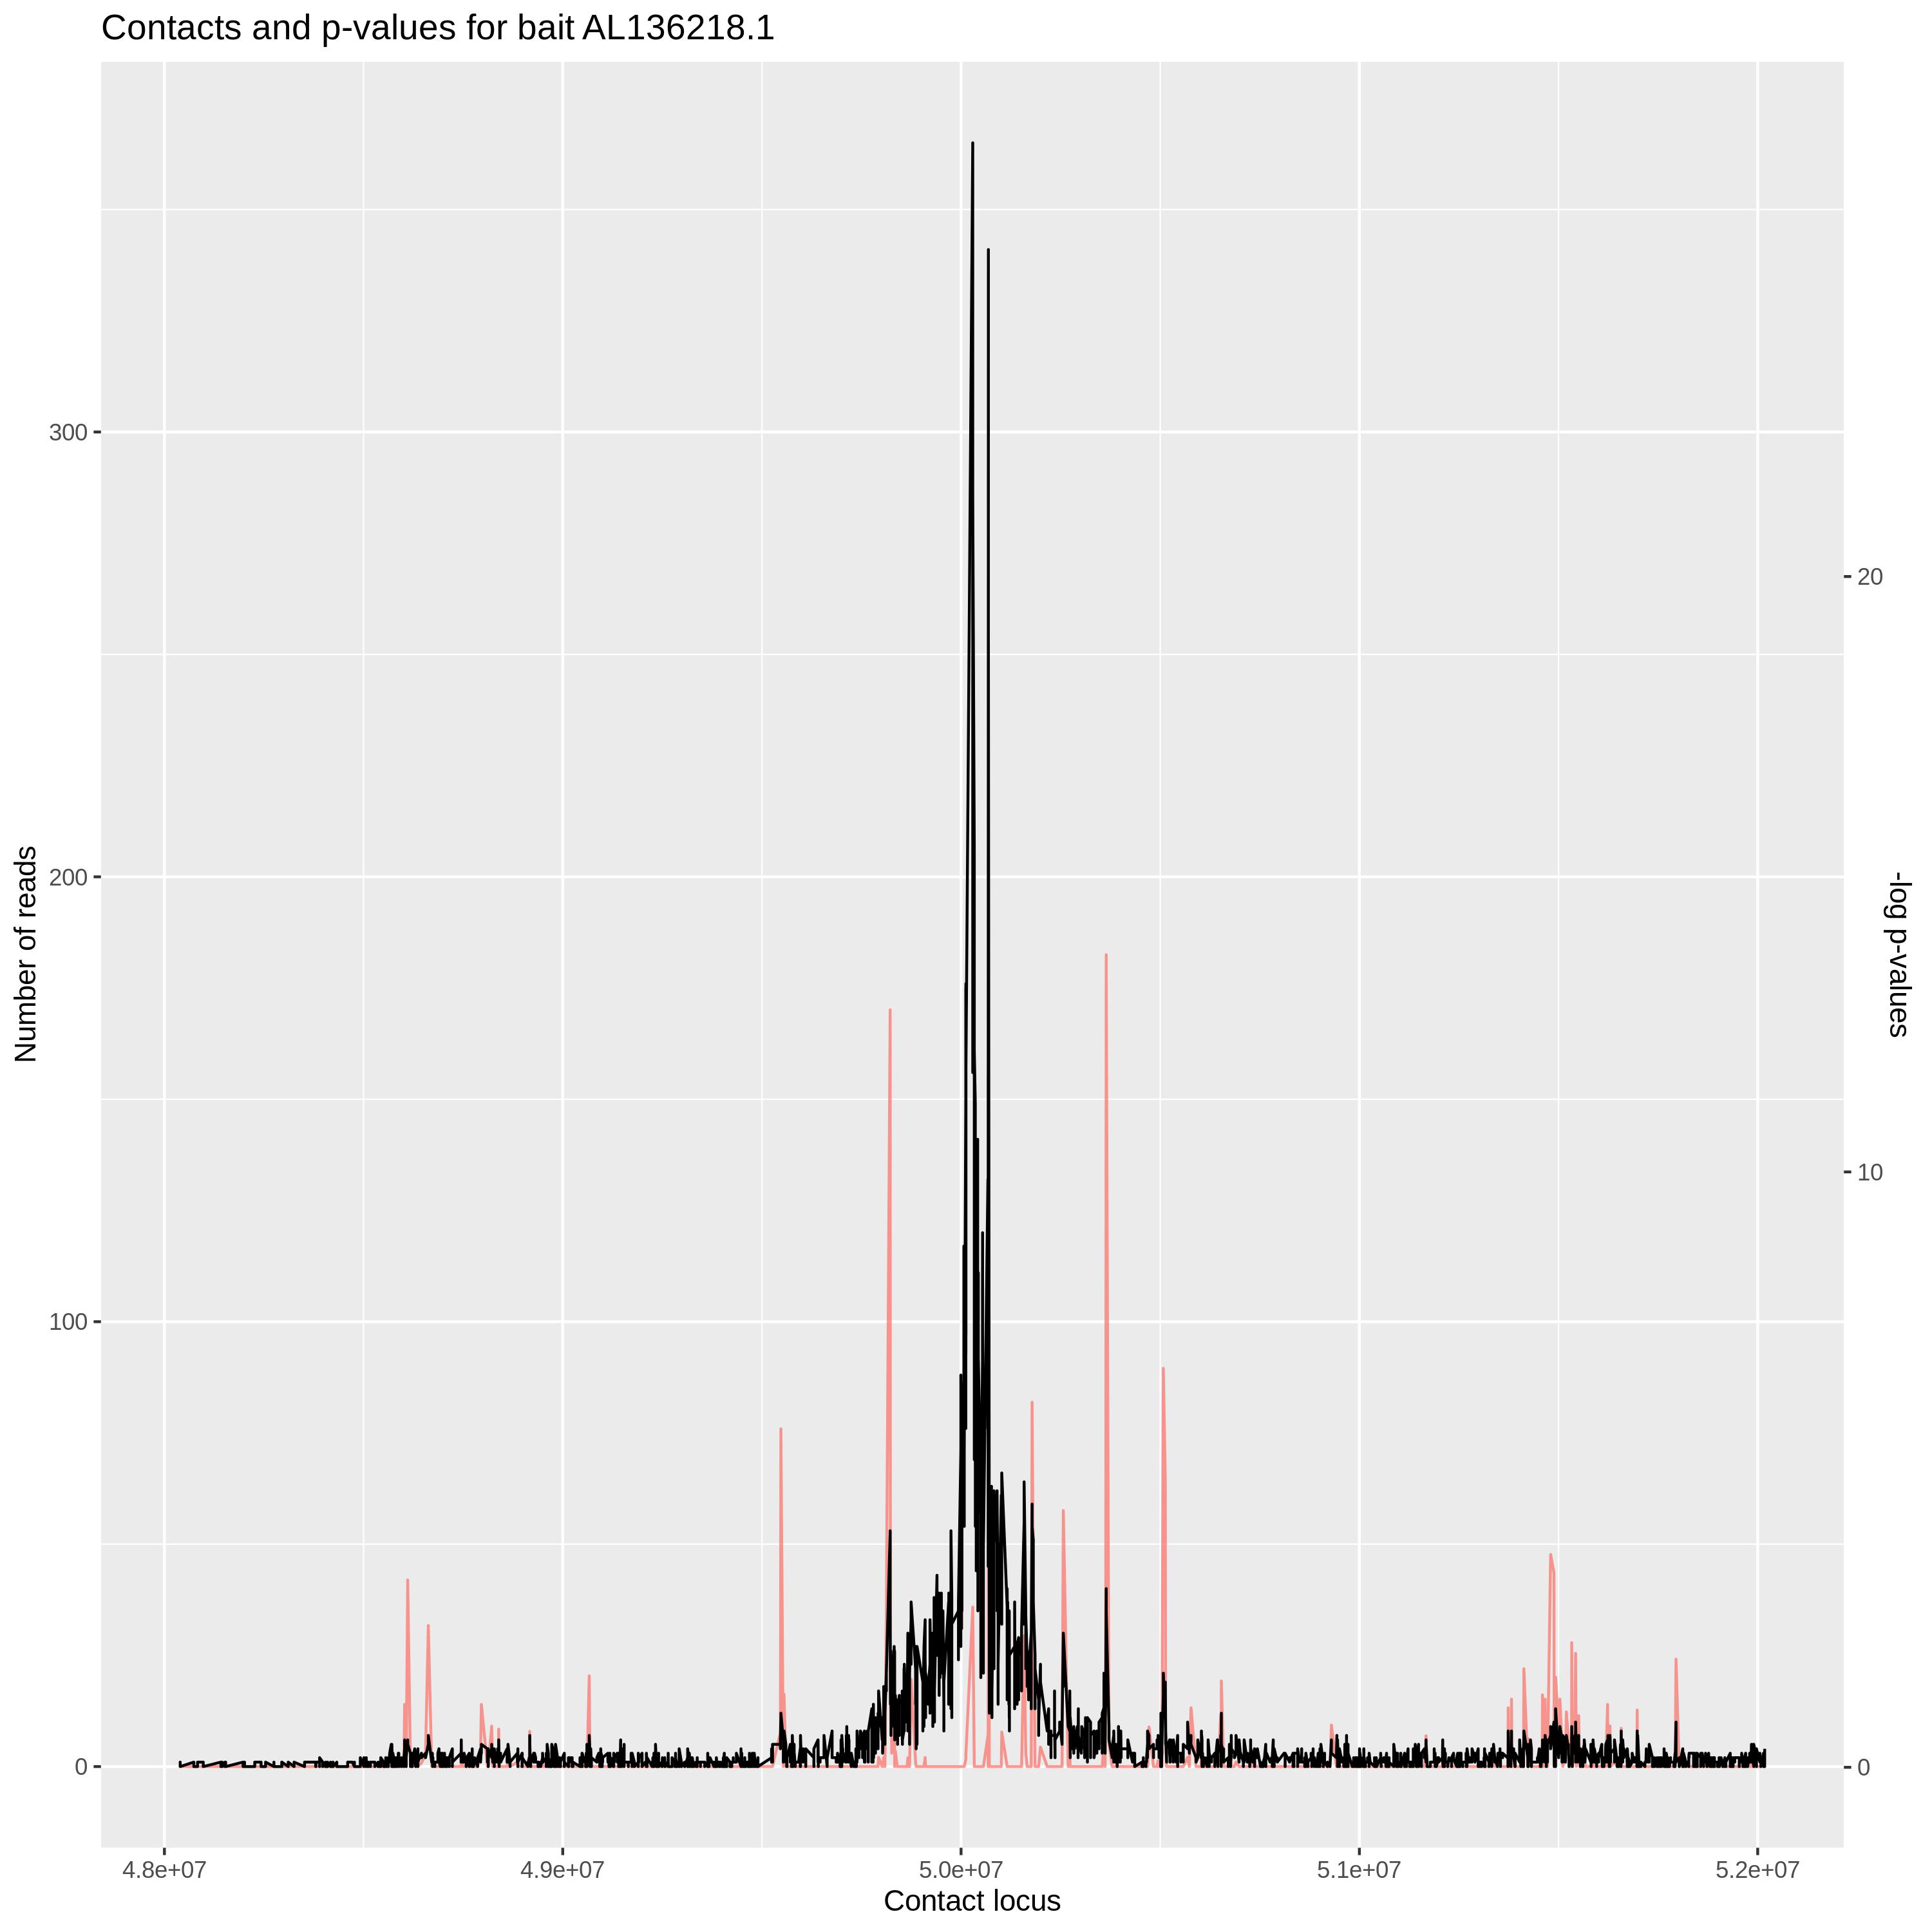 Contacts and p-values for bait AL136218.1
300
200
100
0
Number of reads
20
10
0
-log p-values
4.8e+07
4.9e+07
5.0e+07
5.1e+07
5.2e+07
Contact locus